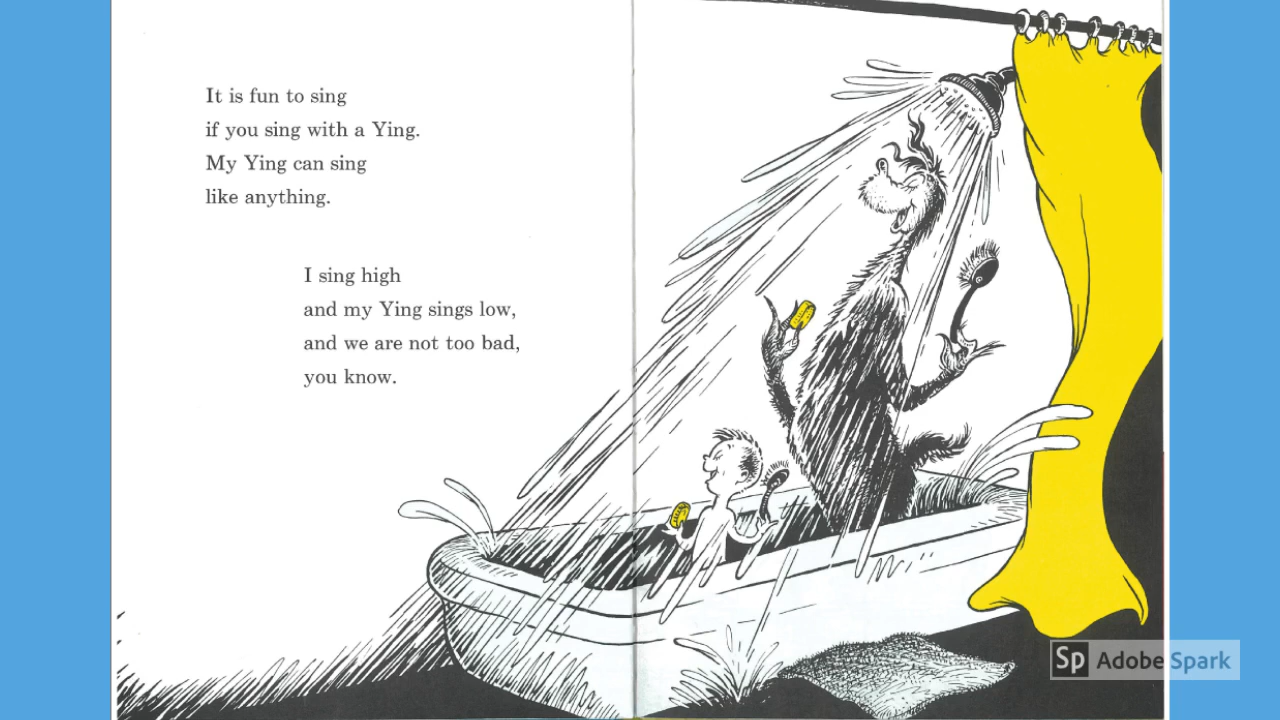 It is fun to sing
if you sing with a Ying.
My Ying can sing
like anything.
I sing high
and my Ying sings low,
and we are not too bad,
you know.
Sp Adobe Spark